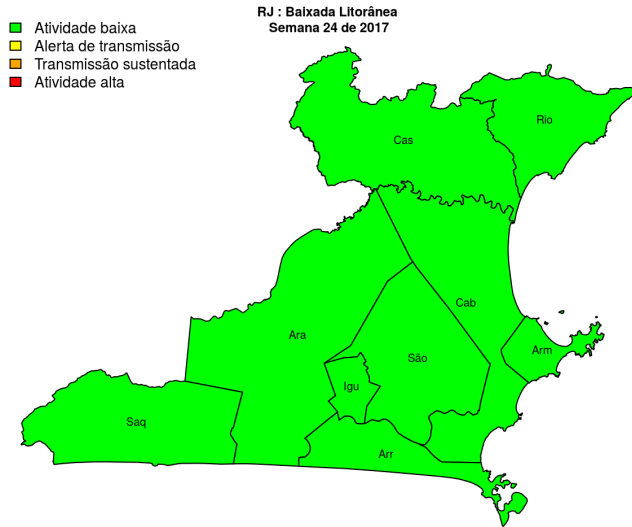 RJ : Baixada Litorânea
Semana 24 de 2017
Atividade baixa
Alerta de transmissão
Transmissão sustentada
Atividade alta
Rio
Cas
Cab
Ara
Arm
São
Igu
Saq
Arr